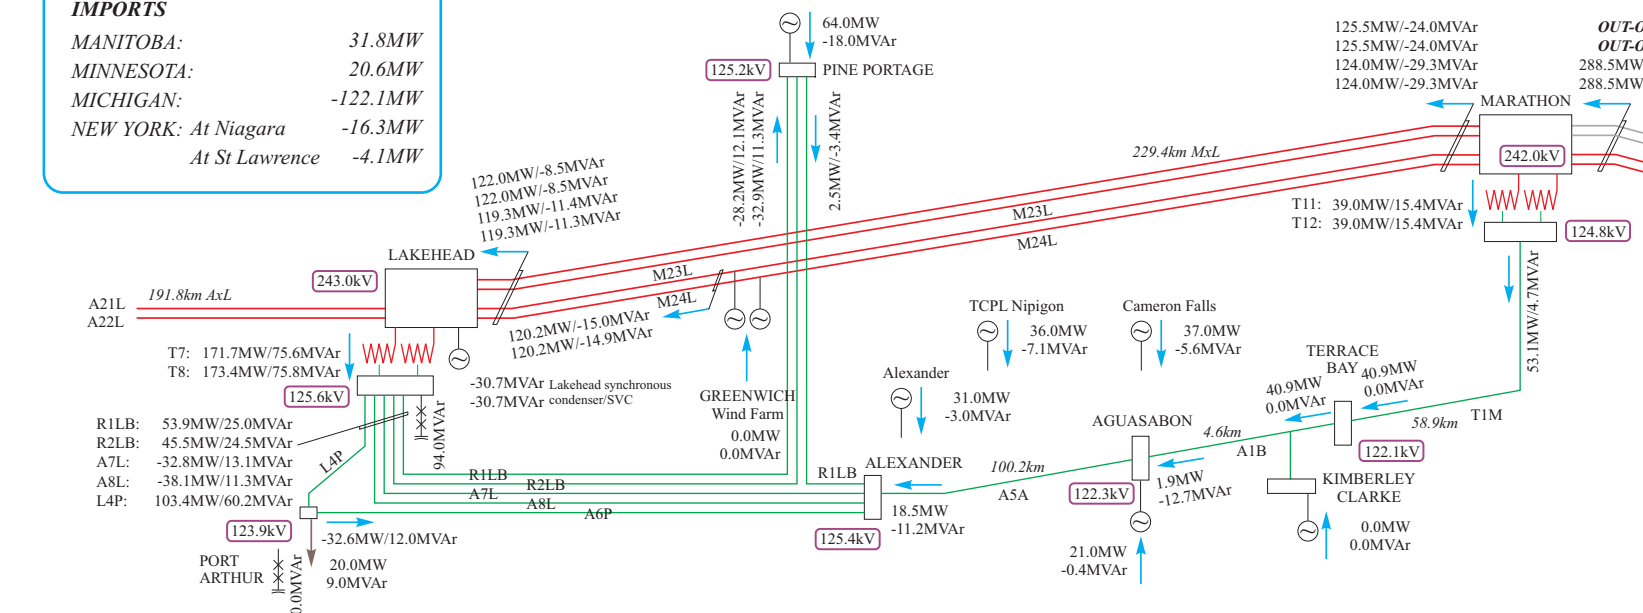 IMPORTS
MANITOBA: 31.8MW
MINNESOTA: 20.6MW
MICHIGAN: -122.1MW
NEW YORK: At Niagara -16.3MW
At St Lawrence -4.1MW
64.0MW
-18.0MVAr
125.2kV PINE PORTAGE
-28.2MW/12.1MVAr
-32.9MW/11.3MVAr
2.5MW/-3.4MVAr
125.5MW/-24.0MVAr
125.5MW/-24.0MVAr
124.0MW/-29.3MVAr
124.0MW/-29.3MVAr
OUT-O
OUT-O
288.5MW
288.5MW
MARATHON
242.0kV
229.4km MxL
M23L
M24L
T11: 39.0MW/15.4MVAr
T12: 39.0MW/15.4MVAr
124.8kV
53.1MW/4.7MVAr
122.0MW/-8.5MVAr
122.0MW/-8.5MVAr
119.3MW/-11.4MVAr
119.3MW/-11.3MVAr
LAKEHEAD
243.0kV
191.8km AxL
A21L
A22L
M23L
M24L
120.2MW/-15.0MVAr
120.2MW/-14.9MVAr
T7: 171.7MW/75.6MVAr
T8: 173.4MW/75.8MVAr
125.6kV
-30.7MVAr
-30.7MVAr
Lakehead synchronous
condenser/SVC
94.0MVAr
GREENWICH
Wind Farm
0.0MW
0.0MVAr
R1LB: 53.9MW/25.0MVAr
R2LB: 45.5MW/24.5MVAr
A7L: -32.8MW/13.1MVAr
A8L: -38.1MW/11.3MVAr
L4P: 103.4MW/60.2MVAr
L4P
R1LB
R2LB
A7L
A8L
A6P
R1LB
123.9kV
-32.6MW/12.0MVAr
PORT
ARTHUR
0.0MVAr
20.0MW
9.0MVAr
TCPL Nipigon
36.0MW
-7.1MVAr
Cameron Falls
37.0MW
-5.6MVAr
Alexander
31.0MW
-3.0MVAr
ALEXANDER
18.5MW
-11.2MVAr
125.4kV
100.2km
A5A
AGUASABON
122.3kV
21.0MW
-0.4MVAr
1.9MW
-12.7MVAr
4.6km
A1B
TERRACE
BAY
40.9MW
0.0MVAr
40.9MW
0.0MVAr
58.9km
T1M
122.1kV
KIMBERLEY
CLARKE
0.0MW
0.0MVAr